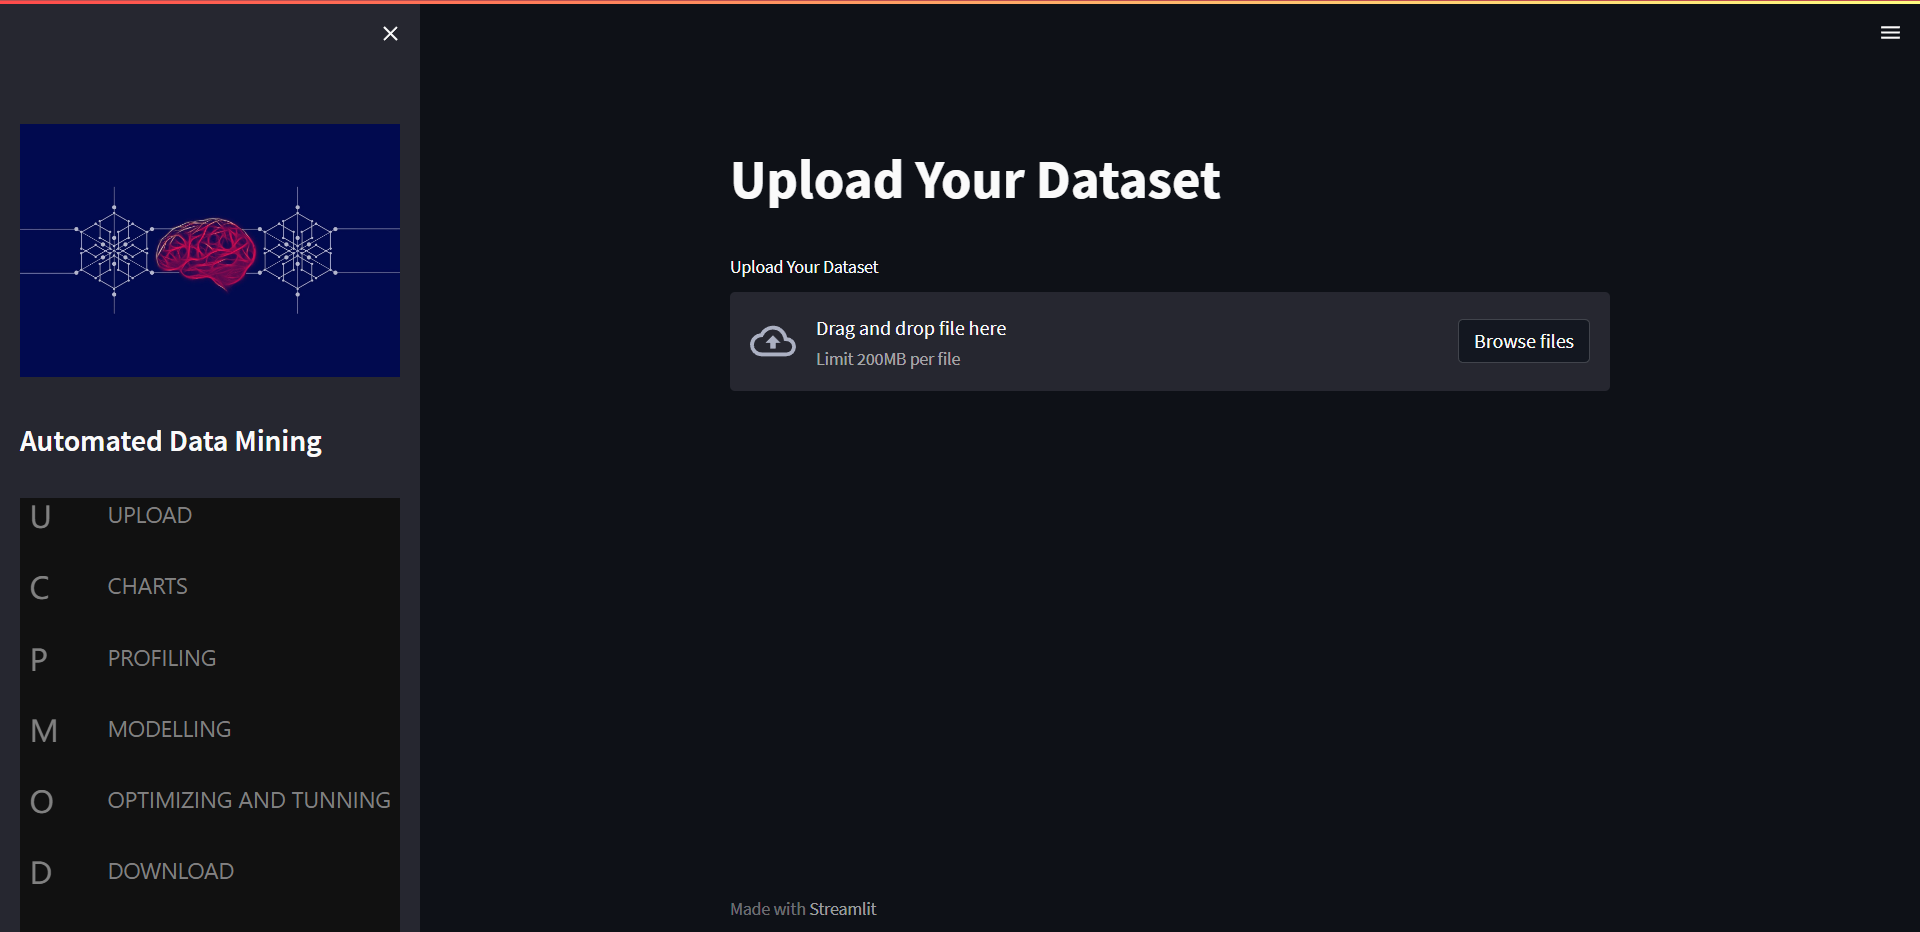 Automated Data Mining
U UPLOAD
C CHARTS
P PROFILING
M MODELLING
O OPTIMIZING AND TUNNING
D DOWNLOAD
Upload Your Dataset
Upload Your Dataset
Drag and drop file here
Limit 200MB per file
Browse files
Made with Streamlit